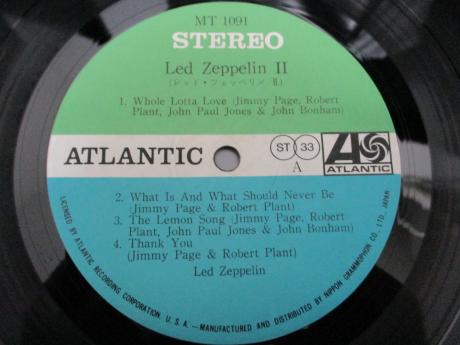 MT 1091
STEREO
Led Zeppelin II
(レッド・ツェッペリン II)
1. Whole Lotta Love (Jimmy Page, Robert
Plant, John Paul Jones & John Bonham)
ATLANTIC
ST 33
A
ATLANTIC
2. What Is And What Should Never Be
(Jimmy Page & Robert Plant)
3. The Lemon Song (Jimmy Page, Robert
Plant, John Paul Jones & John Bonham)
4. Thank You
(Jimmy Page & Robert Plant)
Led Zeppelin
LICENSED BY ATLANTIC RECORDING CORPORATION, U. S. A. —MANUFACTURED AND DISTRIBUTED BY NIPPON GRAMMOPHON CO., LTD., JAPAN